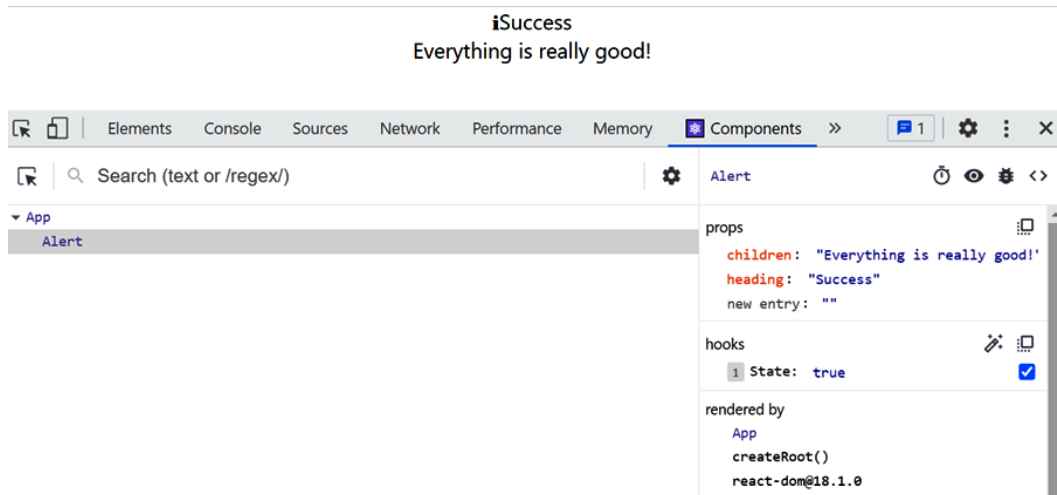 ℹSuccess
Everything is really good!
Elements Console Sources Network Performance Memory Components » 1
Search (text or /regex/)
Alert
App
Alert
props
children: "Everything is really good!'
heading: "Success"
new entry: ""
hooks
1 State: true
rendered by
App
createRoot()
react-dom@18.1.0